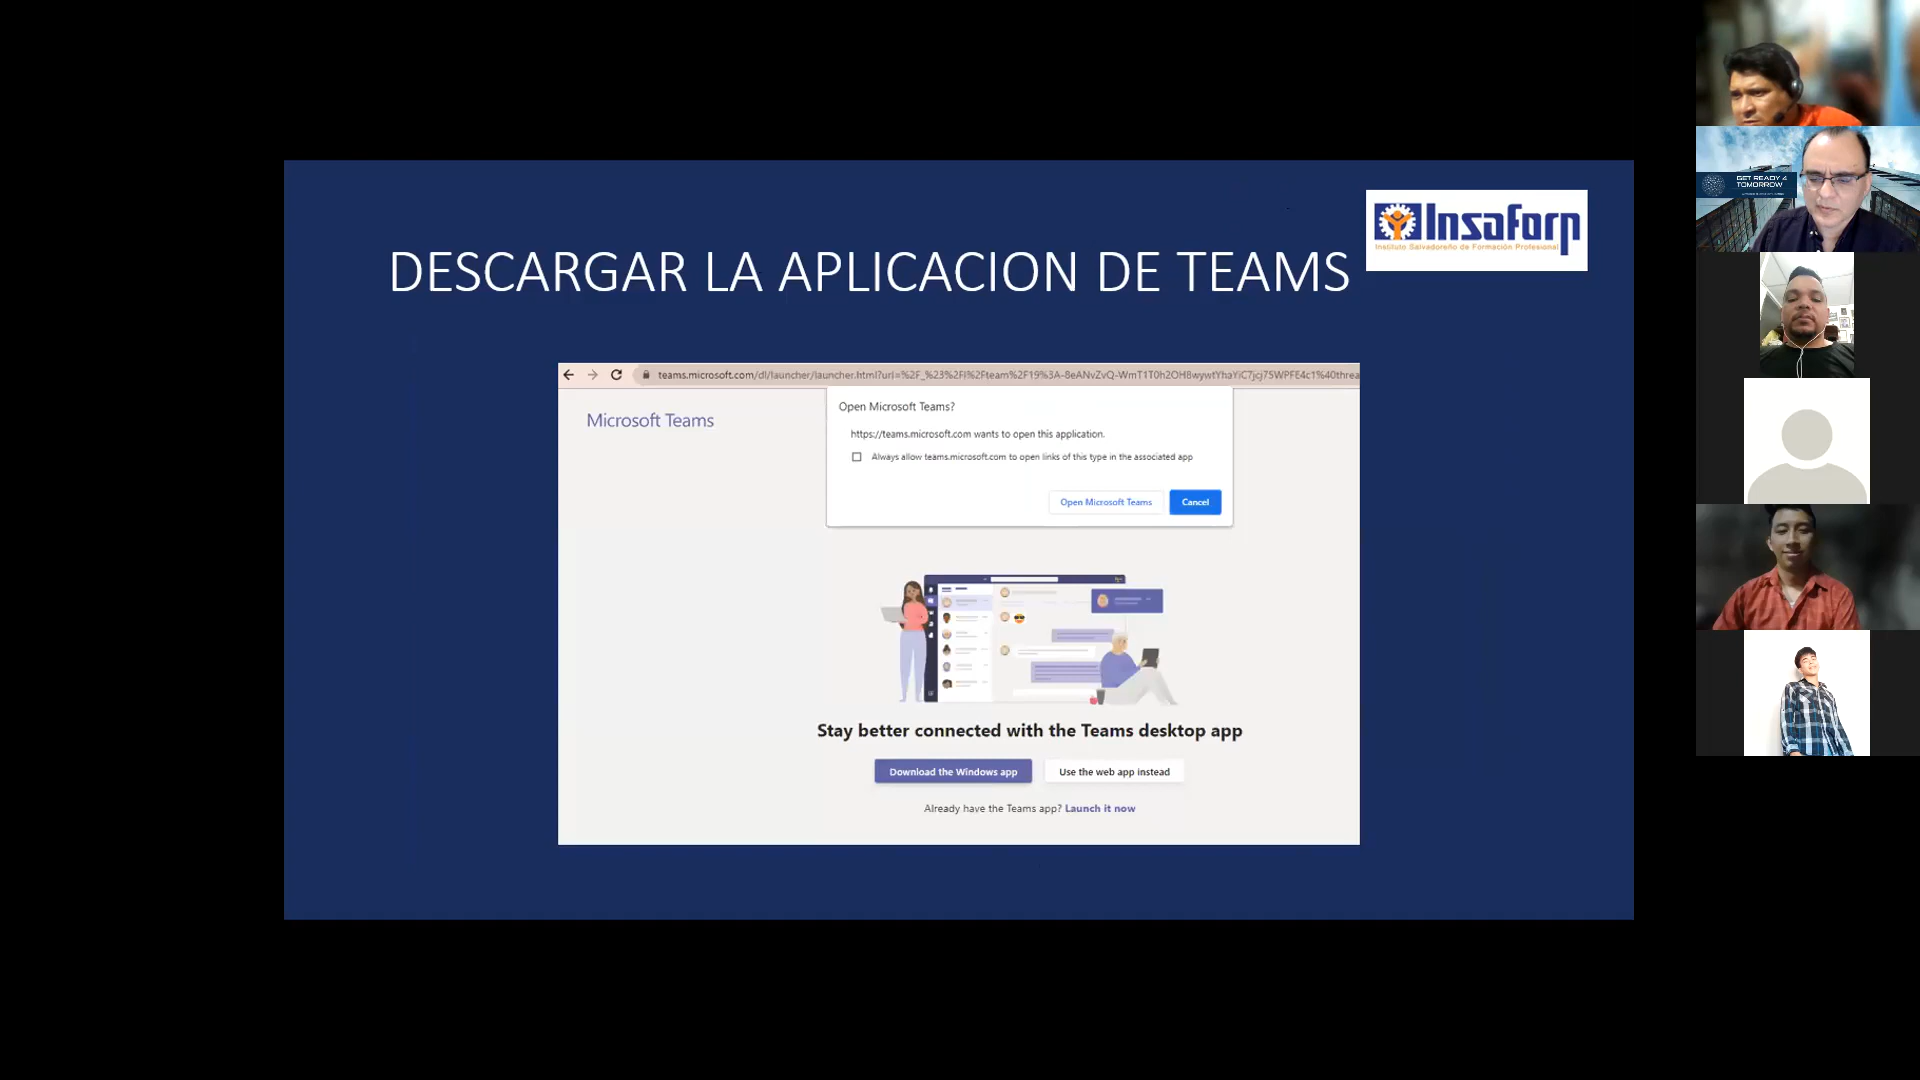 GET READY 4
TOMORROW
Insaforp
Instituto Salvadoreño de Formación Profesional
DESCARGAR LA APLICACION DE TEAMS
teams.microsoft.com/dl/launcher/launcher.html?url=%2F_%23%2Fl%2Fteam%2F19%3A-8eANvZvQ-WmT1T0h2OH8wywtYhaYiC7jcj75WPFE4c1%40threa
Open Microsoft Teams?
Microsoft Teams
https://teams.microsoft.com wants to open this application.
Always allow teams.microsoft.com to open links of this type in the associated app
Open Microsoft Teams Cancel
Stay better connected with the Teams desktop app
Download the Windows app Use the web app instead
Already have the Teams app? Launch it now